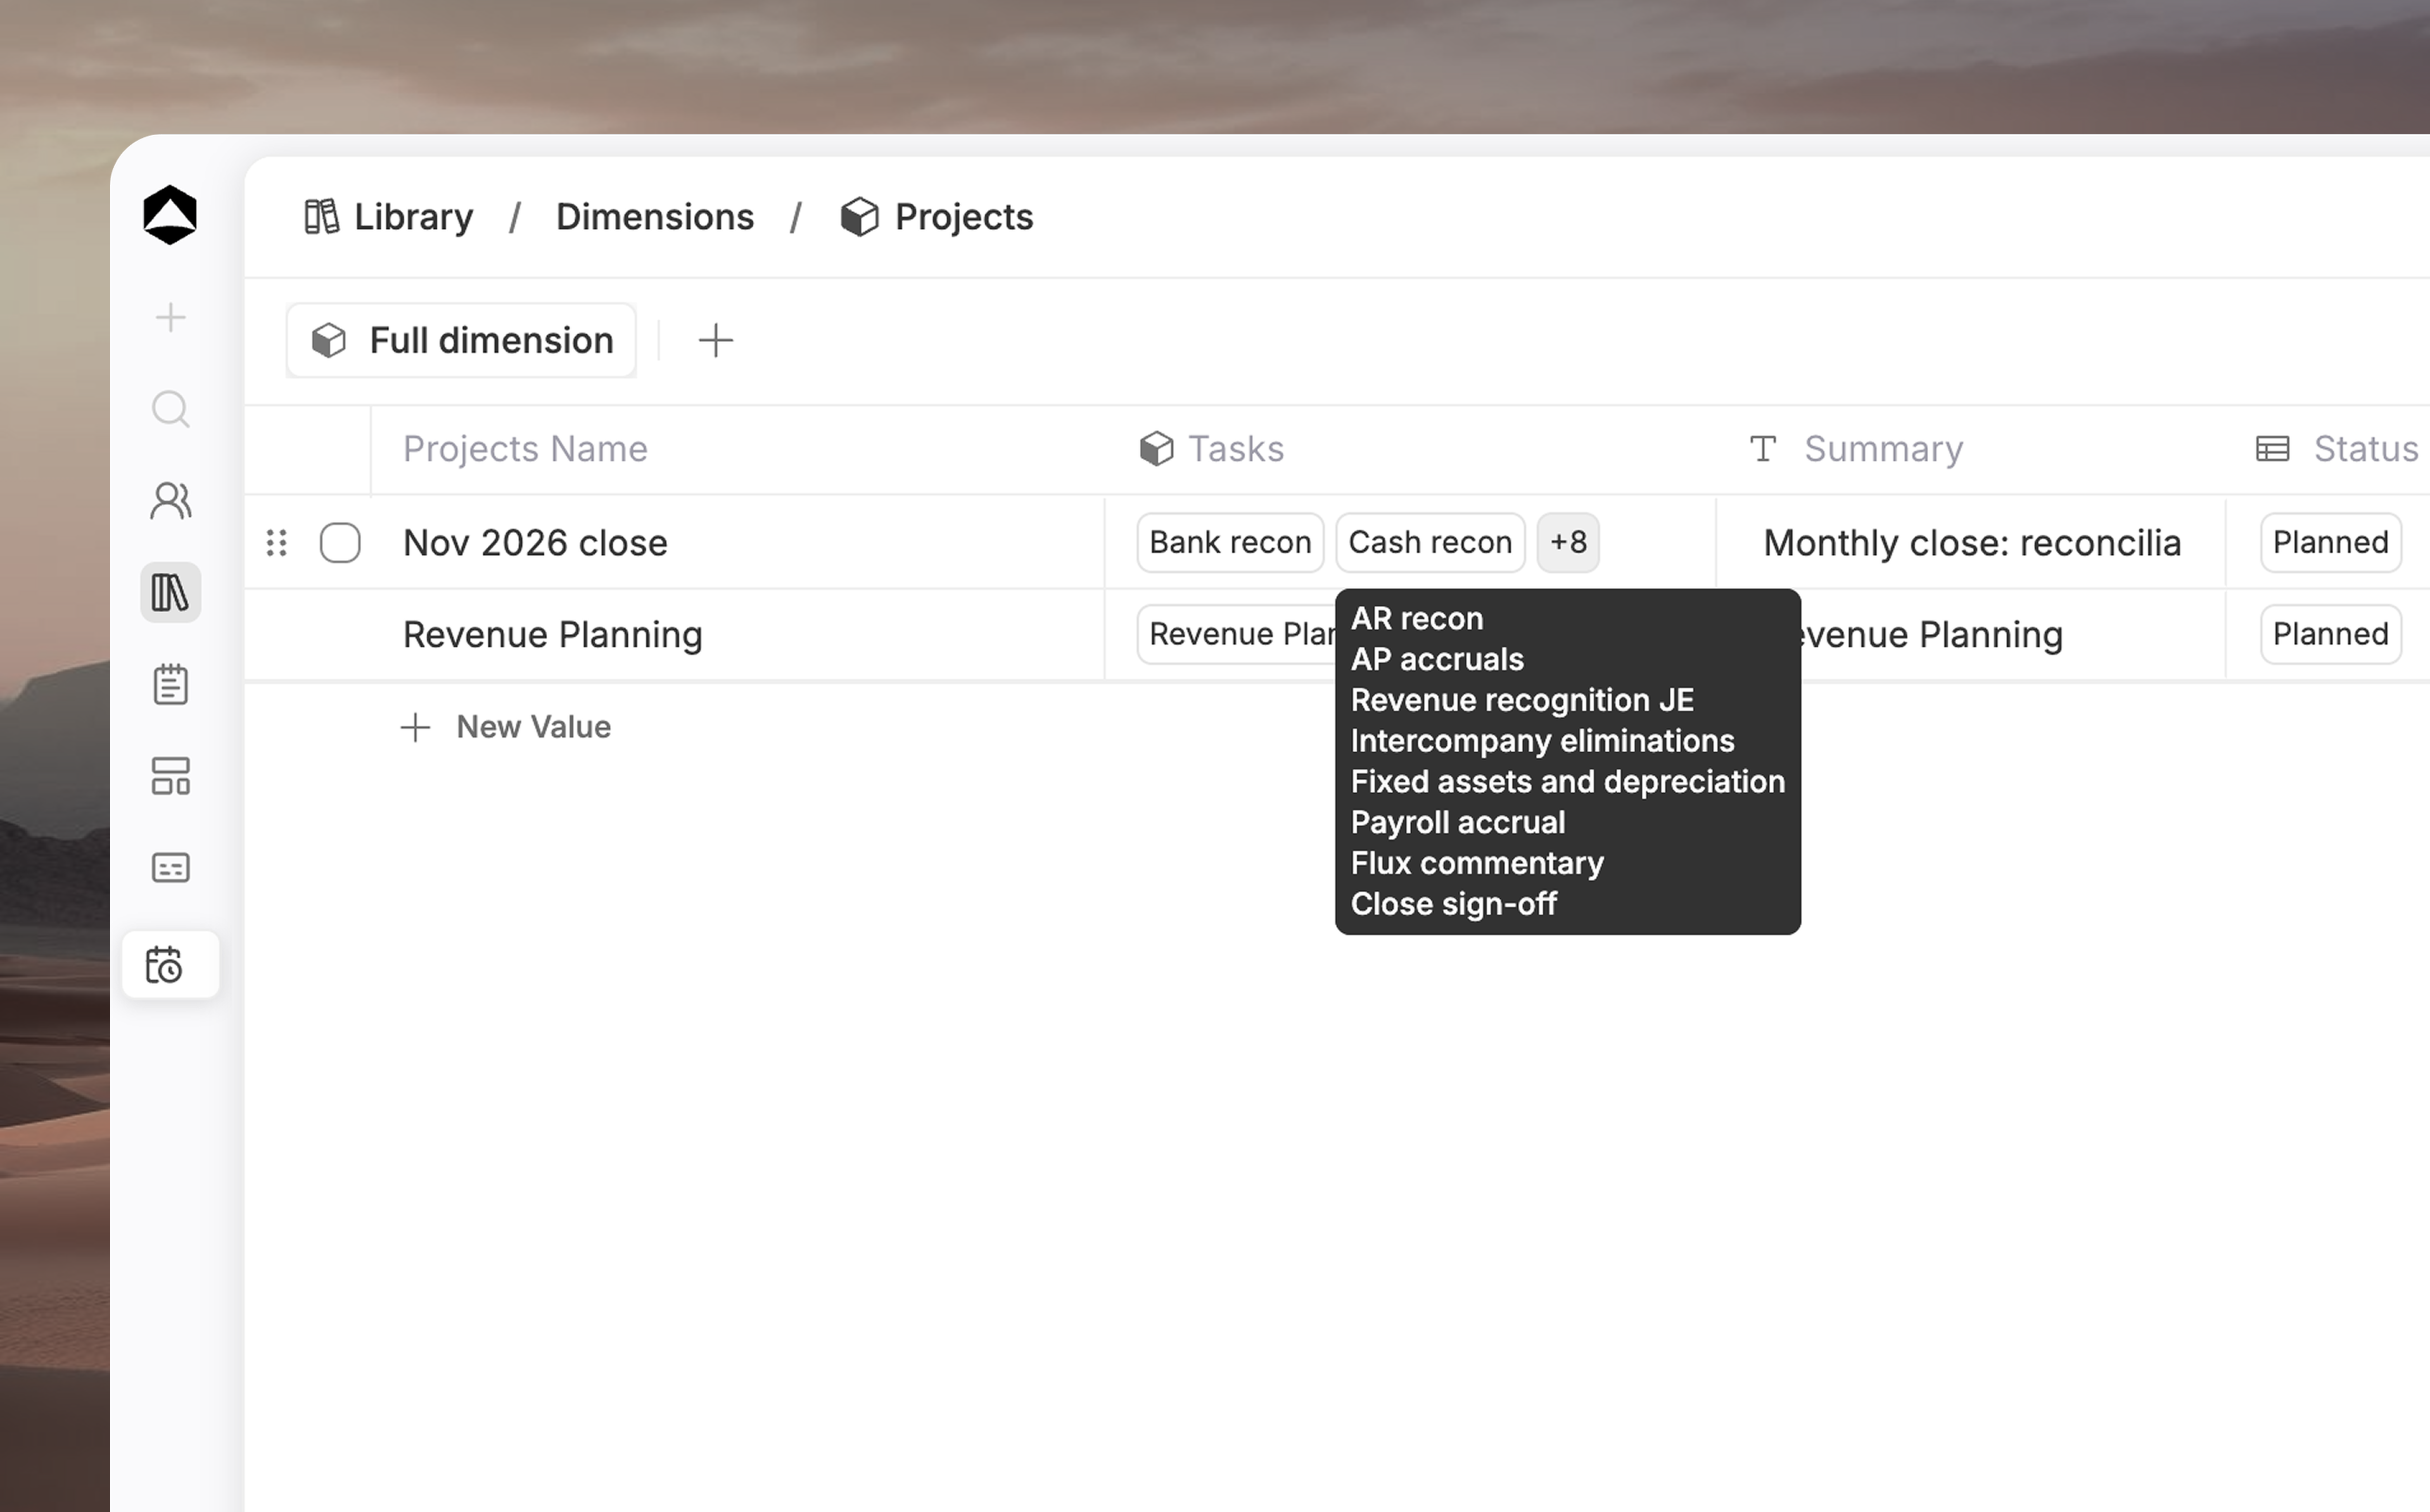 Library / Dimensions / Projects
Full dimension
Projects Name Tasks Summary Status
Nov 2026 close Bank recon Cash recon +8 Monthly close: reconcilia Planned
Revenue Planning Revenue Plan evenue Planning Planned
New Value
AR recon
AP accruals
Revenue recognition JE
Intercompany eliminations
Fixed assets and depreciation
Payroll accrual
Flux commentary
Close sign-off